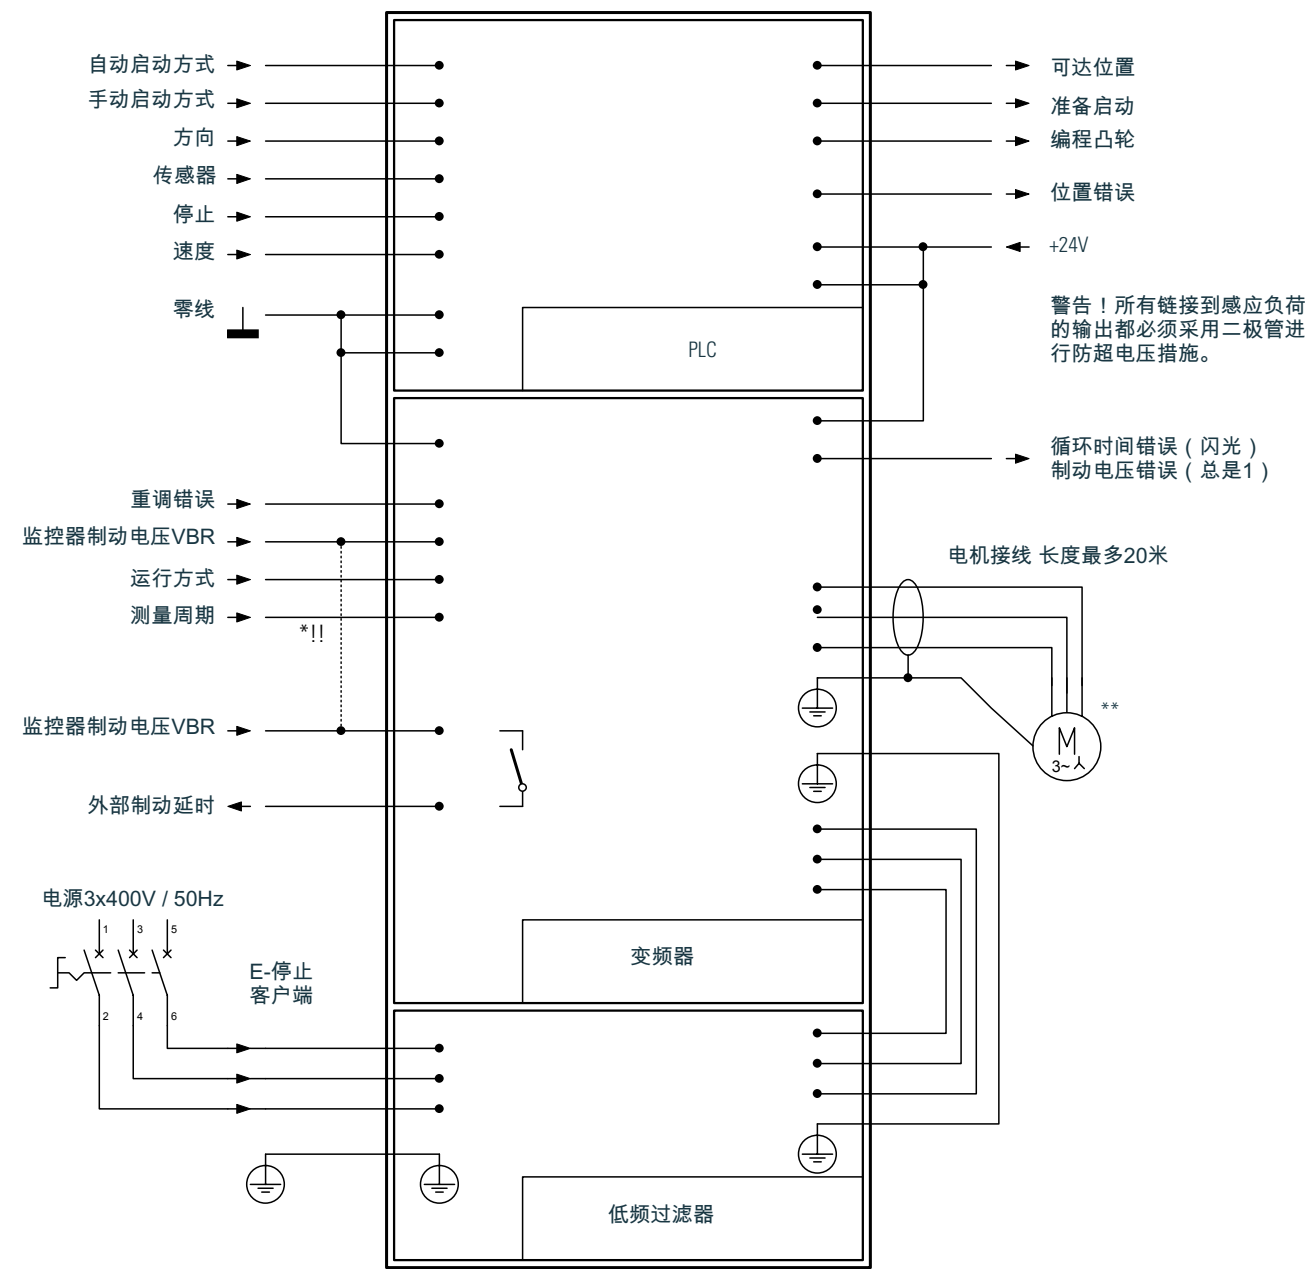 自动启动方式
手动启动方式
方向
传感器
停止
速度
零线
可达位置
准备启动
编程凸轮
位置错误
+24V
警告！所有链接到感应负荷
的输出都必须采用二极管进
行防超电压措施。
PLC
重调错误
监控器制动电压VBR
运行方式
测量周期
*!!
监控器制动电压VBR
外部制动延时
循环时间错误（闪光）
制动电压错误（总是1）
电机接线 长度最多20米
**
M
3~
变频器
电源3x400V / 50Hz
1 3 5
2 4 6
E-停止
客户端
低频过滤器